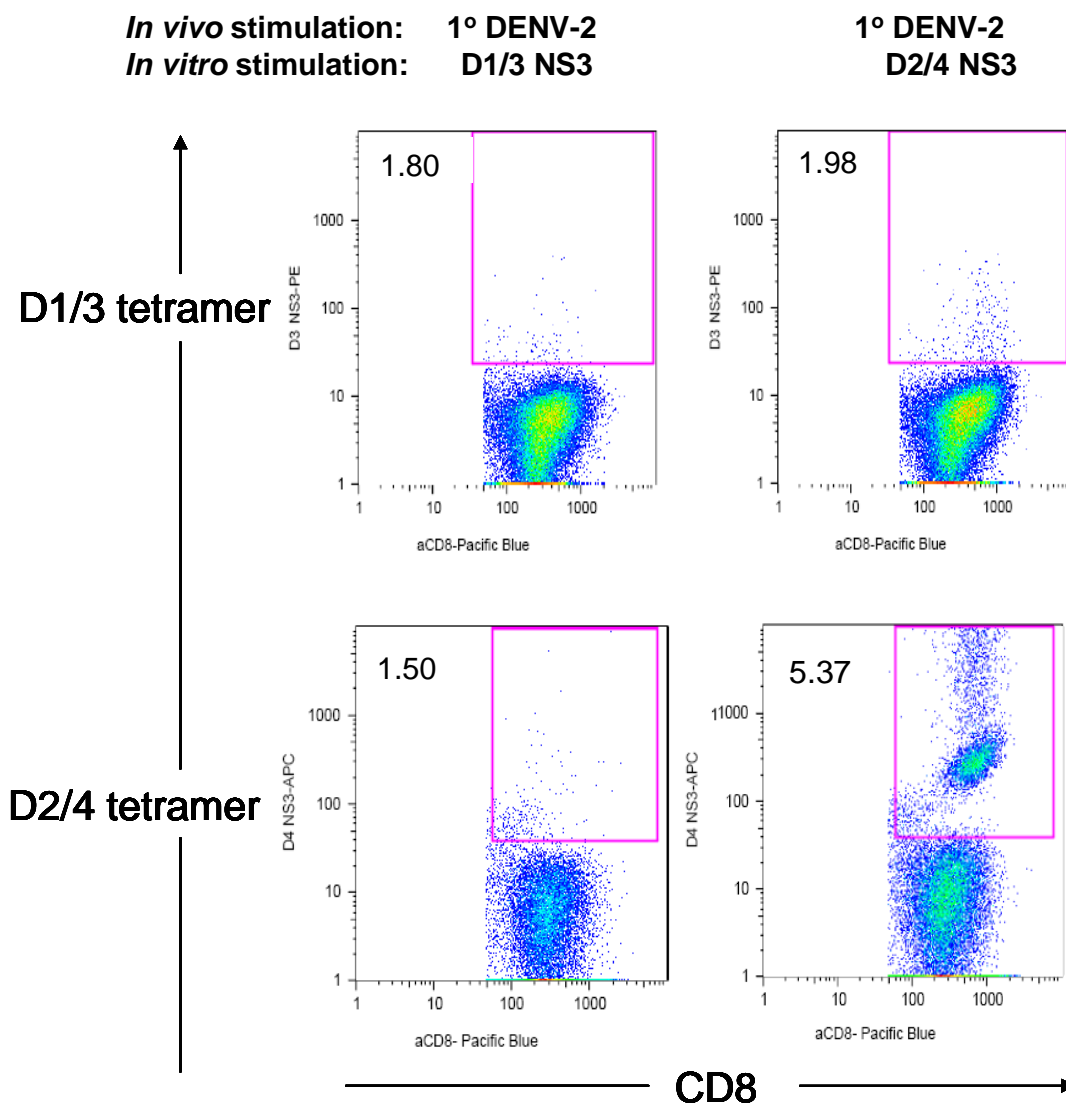 In vivo stimulation: 1º DENV-2 1º DENV-2
In vitro stimulation: D1/3 NS3 D2/4 NS3
D1/3 tetramer
1.80
1000
100
10
1
D3 NS3-PE
1 10 100 1000
aCD8-Pacific Blue
1.98
1000
100
10
1
D3 NS3-PE
1 10 100 1000
aCD8-Pacific Blue
D2/4 tetramer
1.50
1000
100
10
1
D4 NS3-APC
1 10 100 1000
aCD8- Pacific Blue
5.37
11000
100
10
1
D4 NS3-APC
1 10 100 1000
aCD8- Pacific Blue
CD8